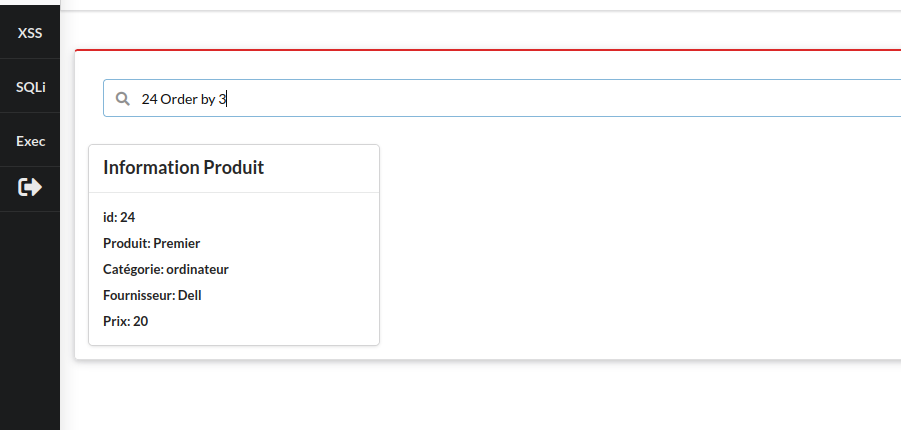 XSS
SQLi
Exec
24 Order by 3
Information Produit
id: 24
Produit: Premier
Catégorie: ordinateur
Fournisseur: Dell
Prix: 20